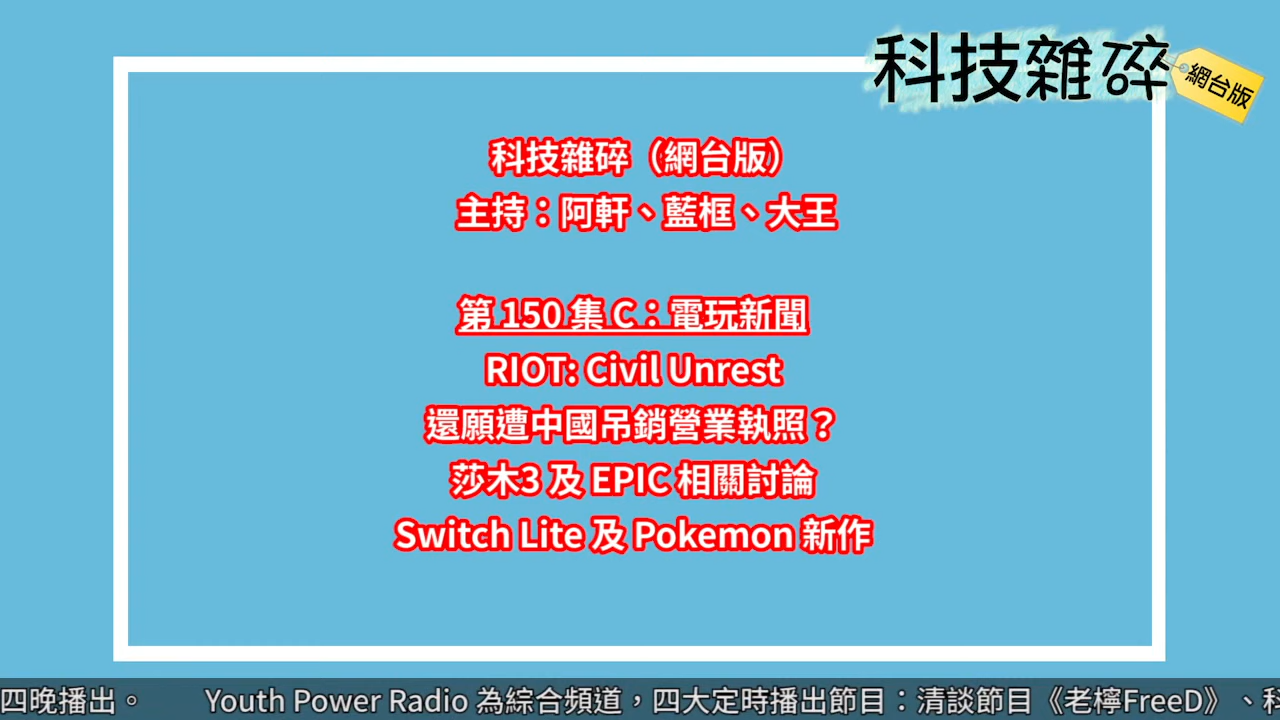 科技雜碎
網台版
科技雜碎（網台版）
主持：阿軒、藍框、大王
第 150 集 C：電玩新聞
RIOT: Civil Unrest
還願遭中國吊銷營業執照？
莎木3 及 EPIC 相關討論
Switch Lite 及 Pokemon 新作
四晚播出。 Youth Power Radio 為綜合頻道，四大定時播出節目：清談節目《老檸FreeD》、科